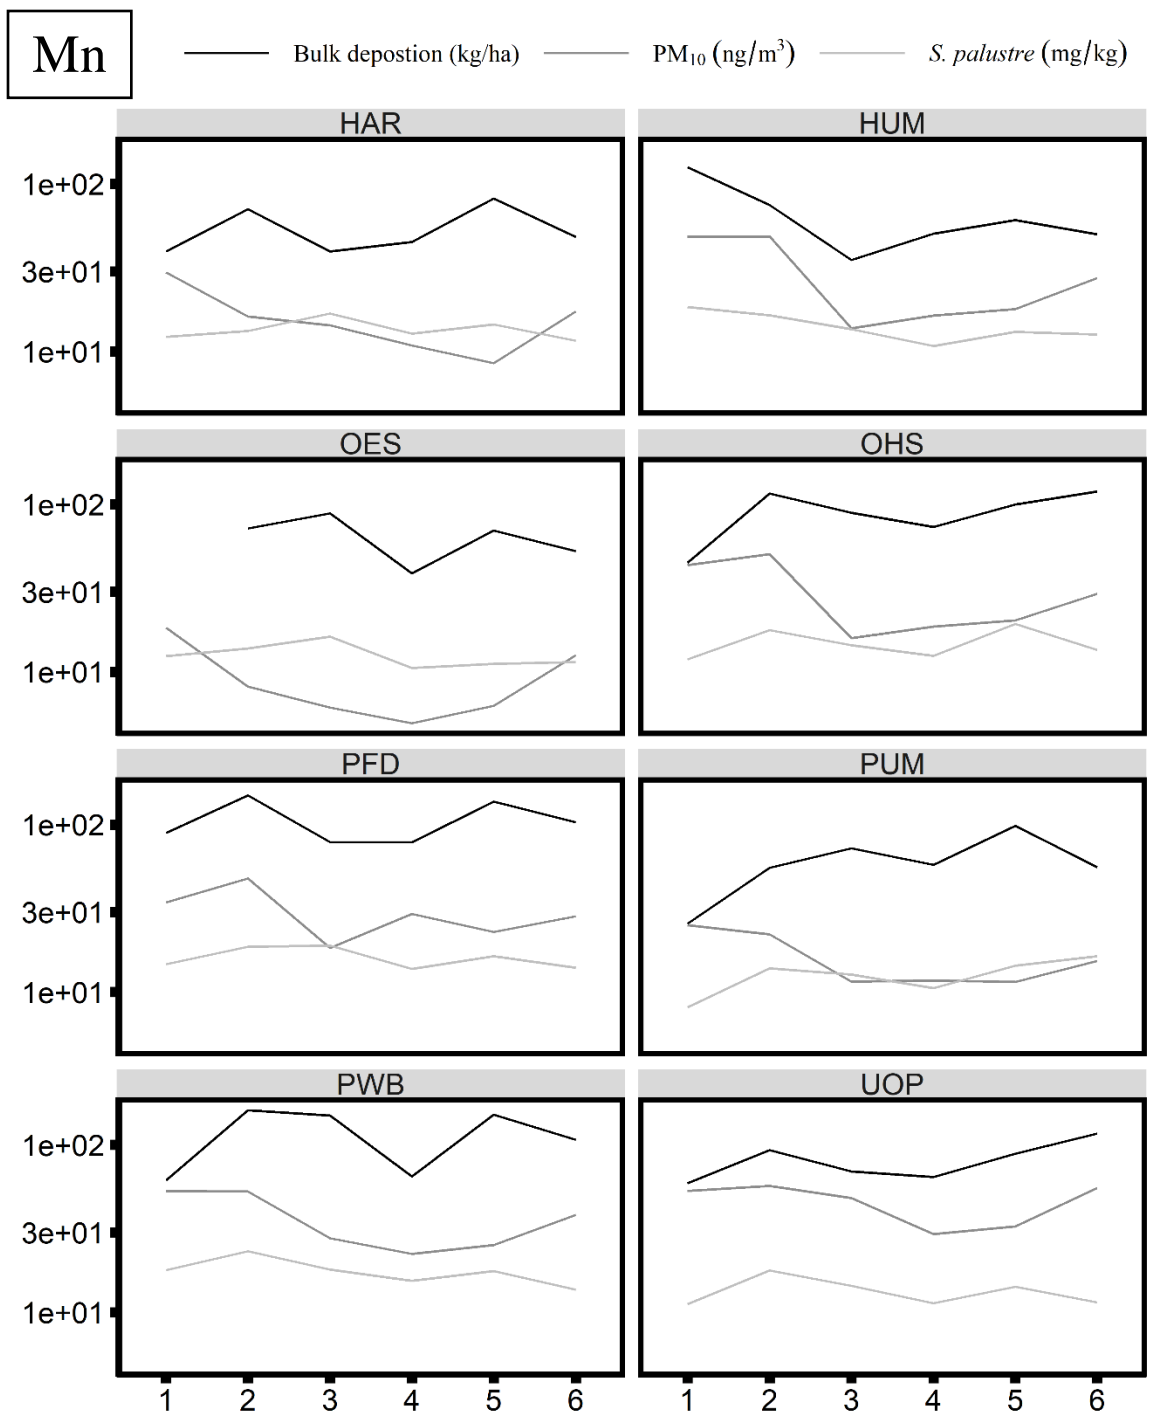 Mn
Bulk depostion (kg/ha) PM₁₀ (ng/m³) S. palustre (mg/kg)
HAR HUM
1e+02
3e+01
1e+01
OES OHS
1e+02
3e+01
1e+01
PFD PUM
1e+02
3e+01
1e+01
PWB UOP
1e+02
3e+01
1e+01
1 2 3 4 5 6 1 2 3 4 5 6